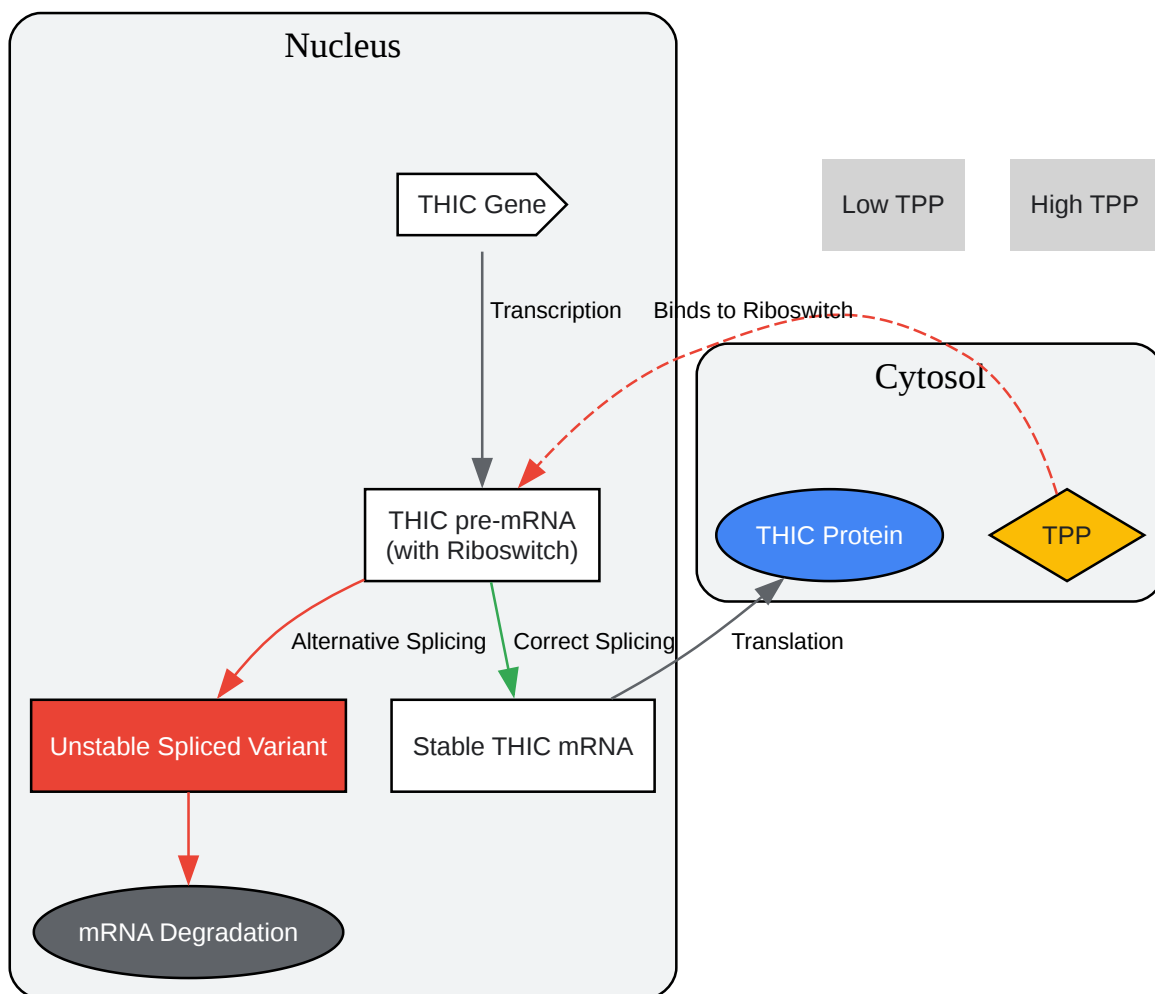 Nucleus
THIC Gene
Low TPP
High TPP
Transcription
Binds to Riboswitch
Cytosol
THIC pre-mRNA
(with Riboswitch)
THIC Protein
TPP
Alternative Splicing
Correct Splicing
Translation
Unstable Spliced Variant
Stable THIC mRNA
mRNA Degradation